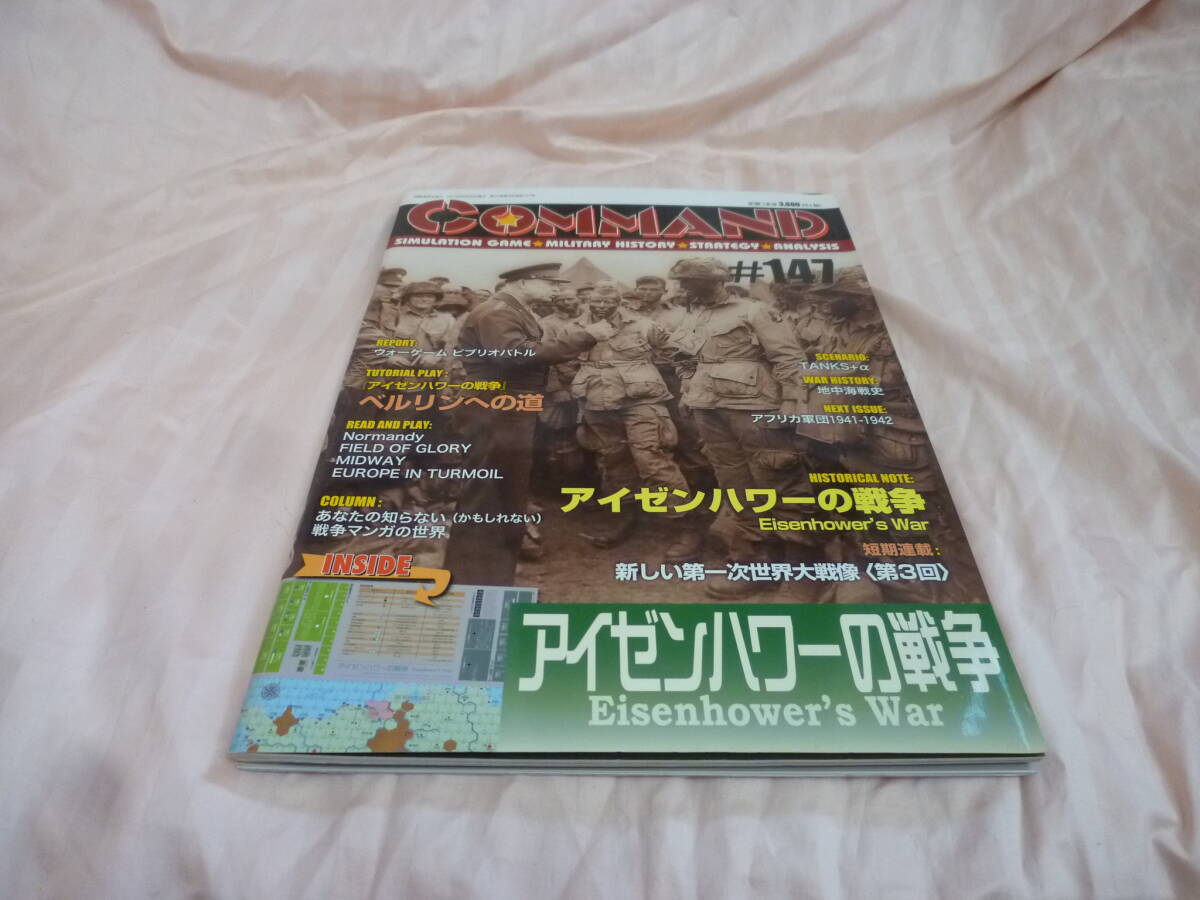 3,600
COMMAND
SIMULATION GAME★MILITARY HISTORY★STRATEGY★ANALYSIS
#147
REPORT:
ウォーゲーム ビブリオバトル
TUTORIAL PLAY :
『アイゼンハワーの戦争』
ベルリンへの道
READ AND PLAY:
Normandy
FIELD OF GLORY
MIDWAY
EUROPE IN TURMOIL
COLUMN :
あなたの知らない(かもしれない)
戦争マンガの世界
SCENARIO:
TANKS+α
WAR HISTORY:
地中海戦史
NEXT ISSUE:
アフリカ軍団1941-1942
HISTORICAL NOTE:
アイゼンハワーの戦争
Eisenhower's War
短期連載:
新しい第一次世界大戦像〈第3回〉
INSIDE
アイゼンハワーの戦争
Eisenhower's War